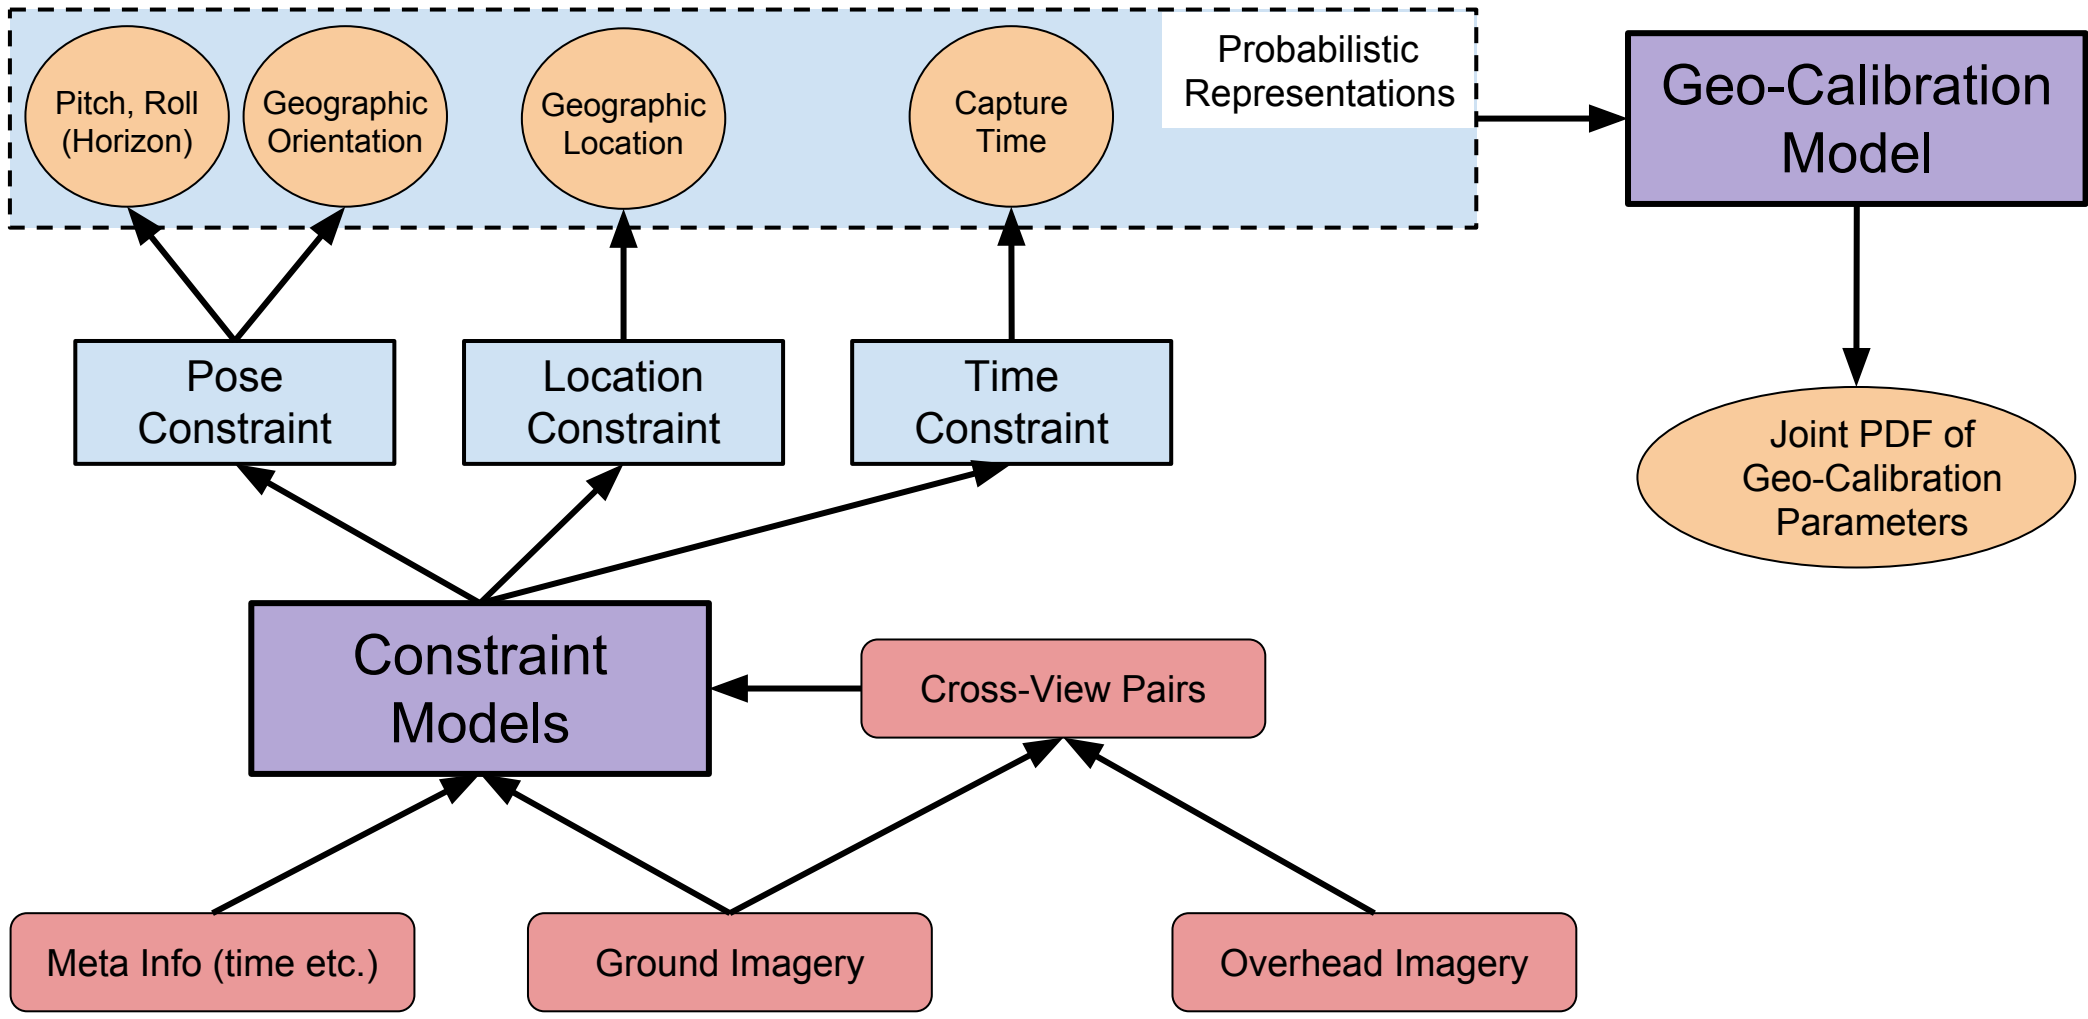 Pitch, Roll
(Horizon)
Geographic
Orientation
Geographic
Location
Capture
Time
Probabilistic
Representations
Geo-Calibration
Model
Pose
Constraint
Location
Constraint
Time
Constraint
Joint PDF of
Geo-Calibration
Parameters
Constraint
Models
Cross-View Pairs
Meta Info (time etc.)
Ground Imagery
Overhead Imagery